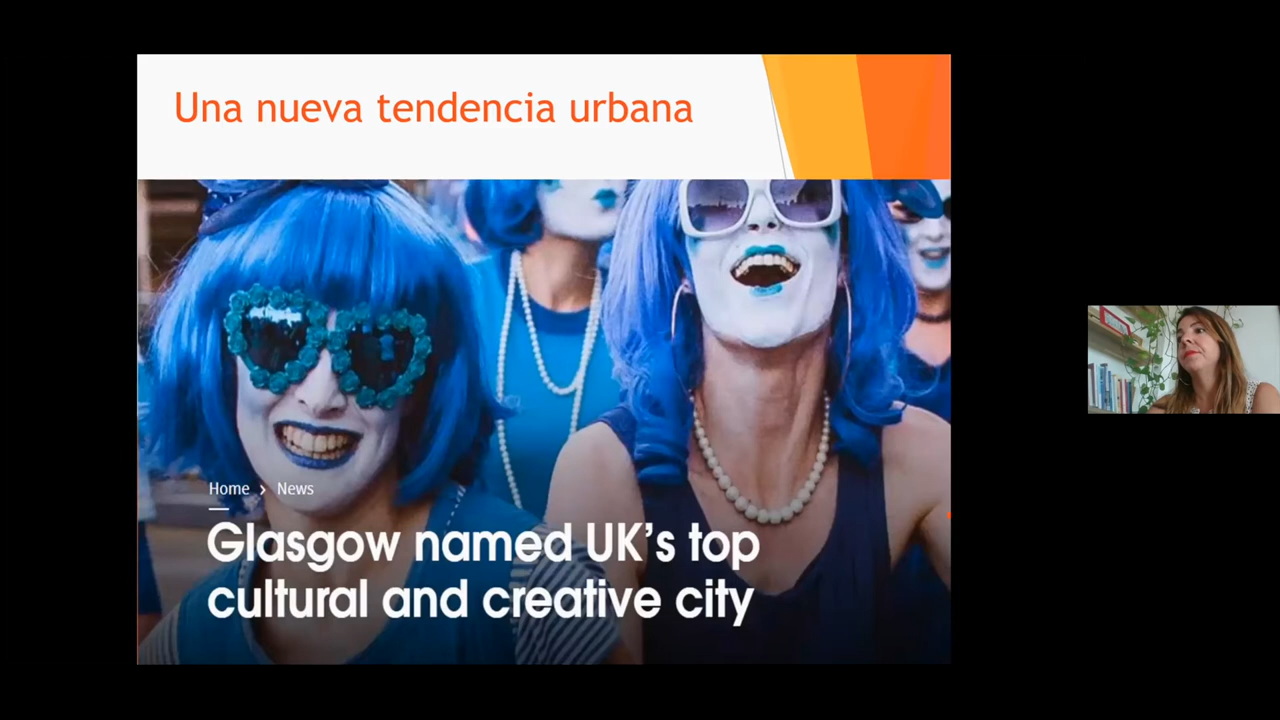 Una nueva tendencia urbana
Home > News
Glasgow named UK's top
cultural and creative city